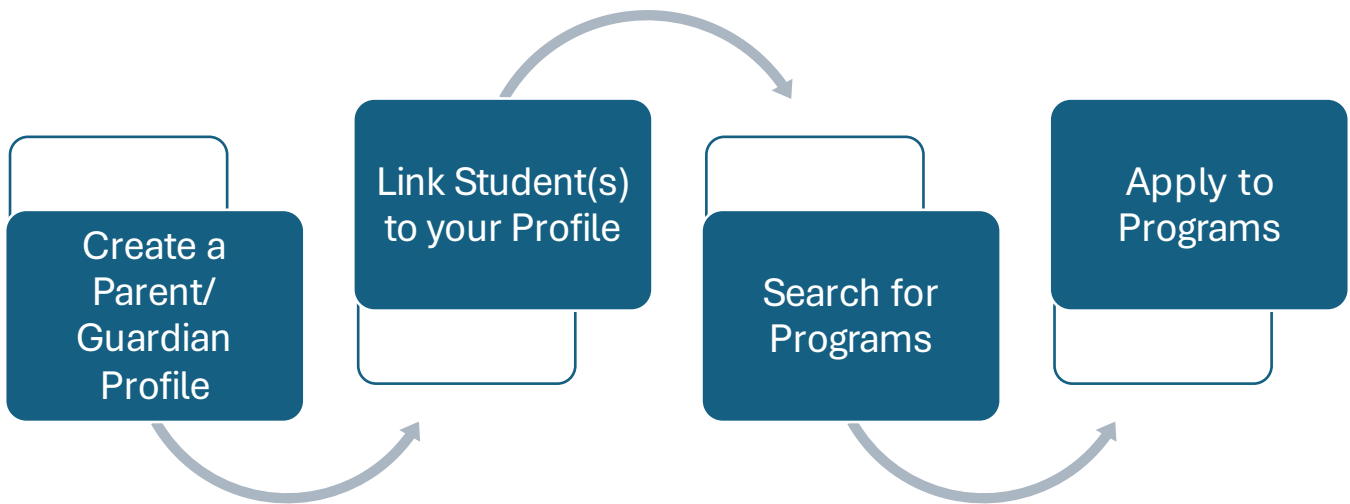 Create a
Parent/
Guardian
Profile
Link Student(s)
to your Profile
Search for
Programs
Apply to
Programs